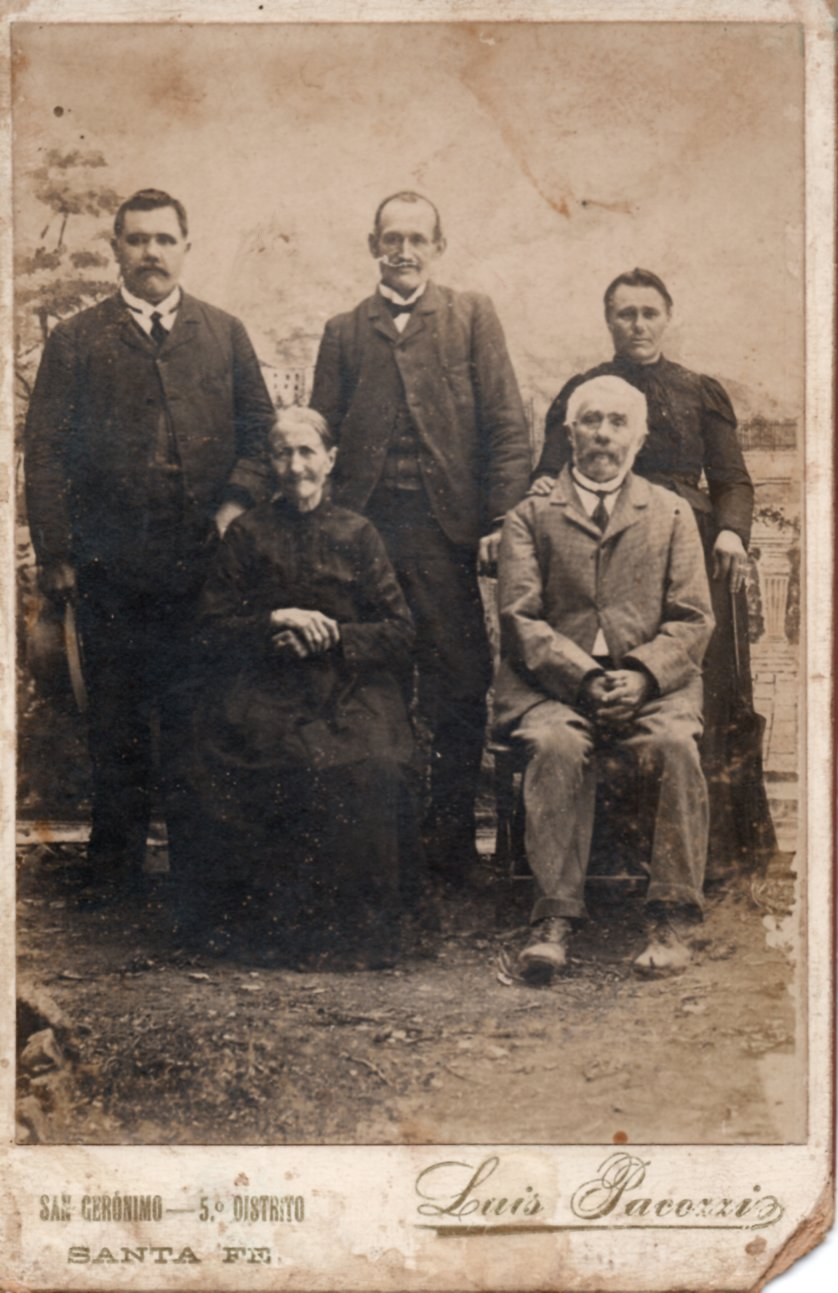 SAN GERÓNIMO — 5.º DISTRITO
SANTA FE
Luis Pacozzi